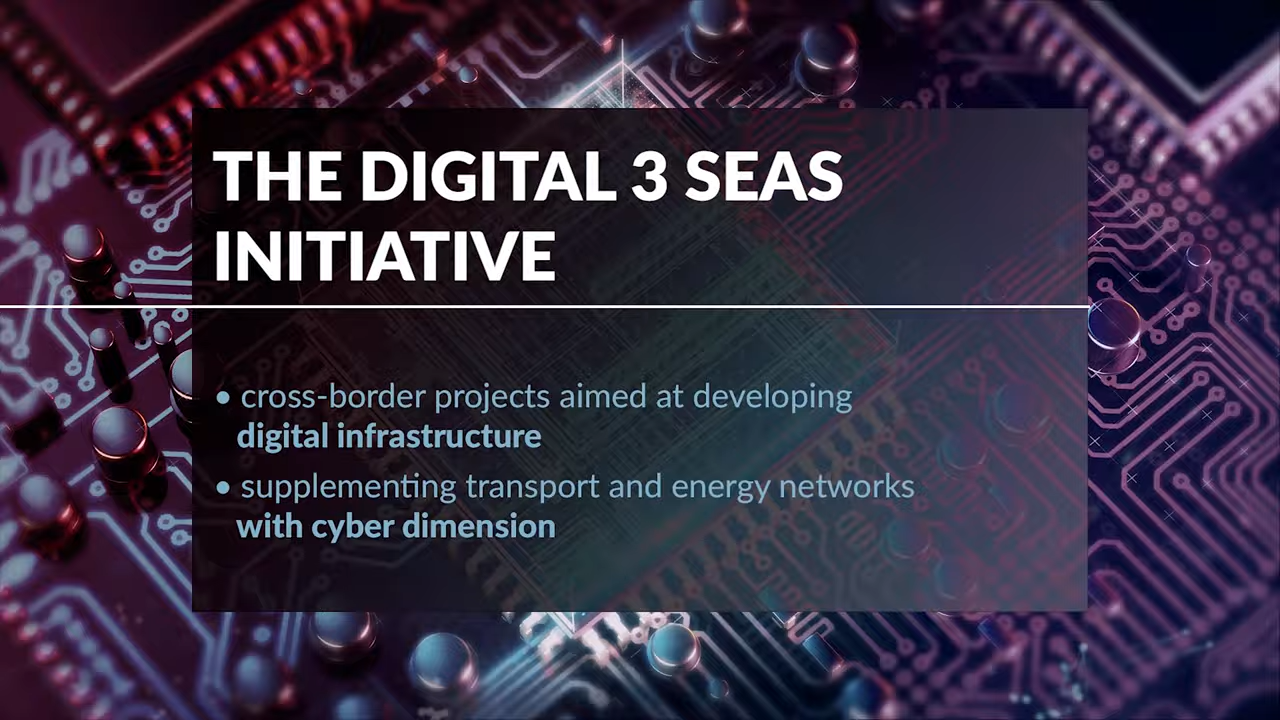 THE DIGITAL 3 SEAS
INITIATIVE
• cross-border projects aimed at developing
digital infrastructure
• supplementing transport and energy networks
with cyber dimension